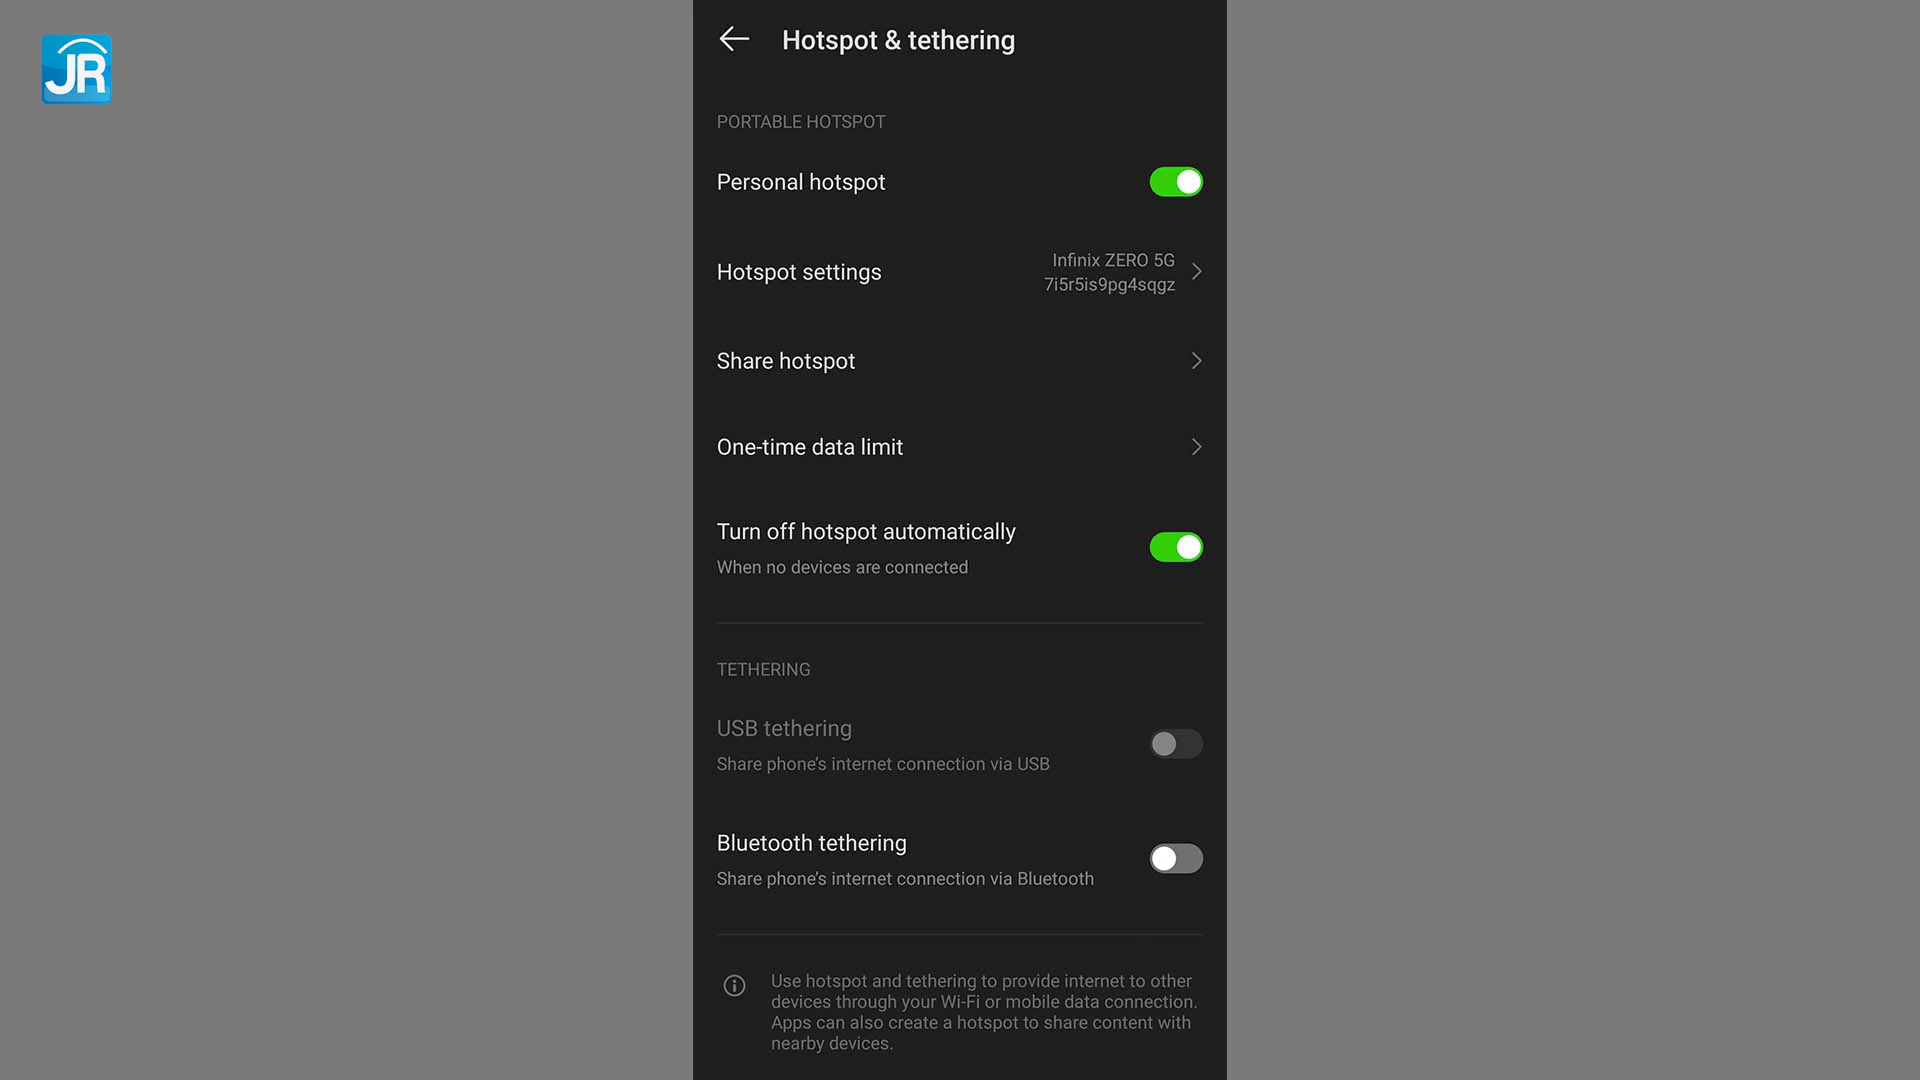 JR
Hotspot & tethering
PORTABLE HOTSPOT
Personal hotspot
Hotspot settings
Infinix ZERO 5G
7i5r5is9pg4sqgz
Share hotspot
One-time data limit
Turn off hotspot automatically
When no devices are connected
TETHERING
USB tethering
Share phone’s internet connection via USB
Bluetooth tethering
Share phone’s internet connection via Bluetooth
Use hotspot and tethering to provide internet to other
devices through your Wi-Fi or mobile data connection.
Apps can also create a hotspot to share content with
nearby devices.